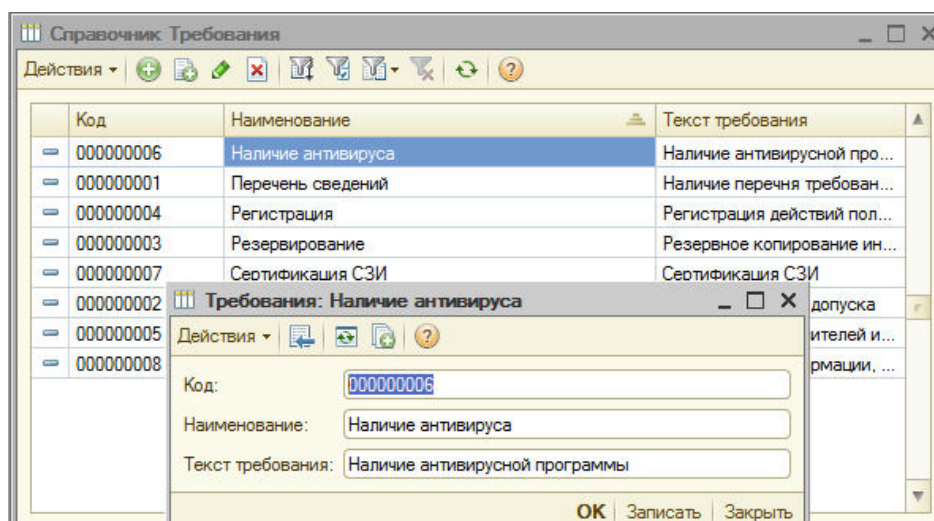 Справочник Требования
Действия
Код Наименование Текст требования
000000006 Наличие антивируса Наличие антивирусной про...
000000001 Перечень сведений Наличие перечня требован...
000000004 Регистрация Регистрация действий пол...
000000003 Резервирование Резервное копирование ин...
000000007 Сертификация СЗИ Сертификация СЗИ
000000002 допуска
000000005 ителей и...
000000008 рмации, ...
Требования: Наличие антивируса
Действия
Код: 000000006
Наименование: Наличие антивируса
Текст требования: Наличие антивирусной программы
OK Записать Закрыть